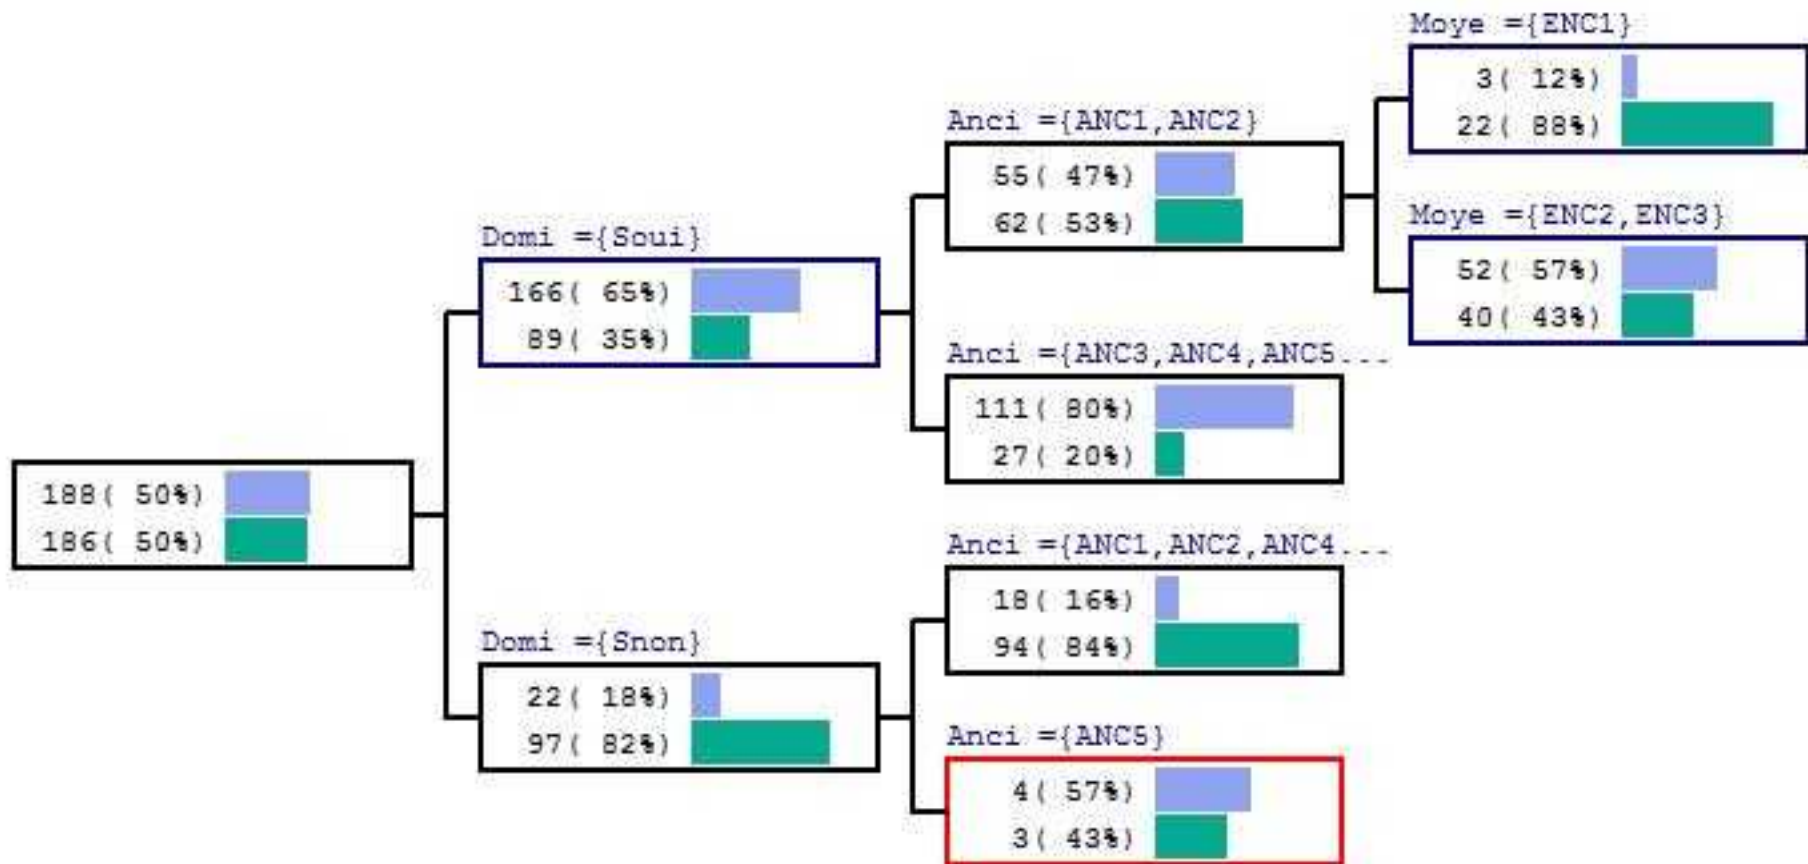 188( 50%)
186( 50%)
Domi ={Soui}
166( 65%)
89( 35%)
Domi ={Snon}
22( 18%)
97( 82%)
Anci ={ANC1,ANC2}
55( 47%)
62( 53%)
Anci ={ANC3,ANC4,ANC5...
111( 80%)
27( 20%)
Anci ={ANC1,ANC2,ANC4...
18( 16%)
94( 84%)
Anci ={ANC5}
4( 57%)
3( 43%)
Moye ={ENC1}
3( 12%)
22( 88%)
Moye ={ENC2,ENC3}
52( 57%)
40( 43%)